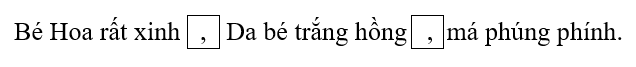 Bé Hoa rất xinh , Da bé trắng hồng , má phúng phính.